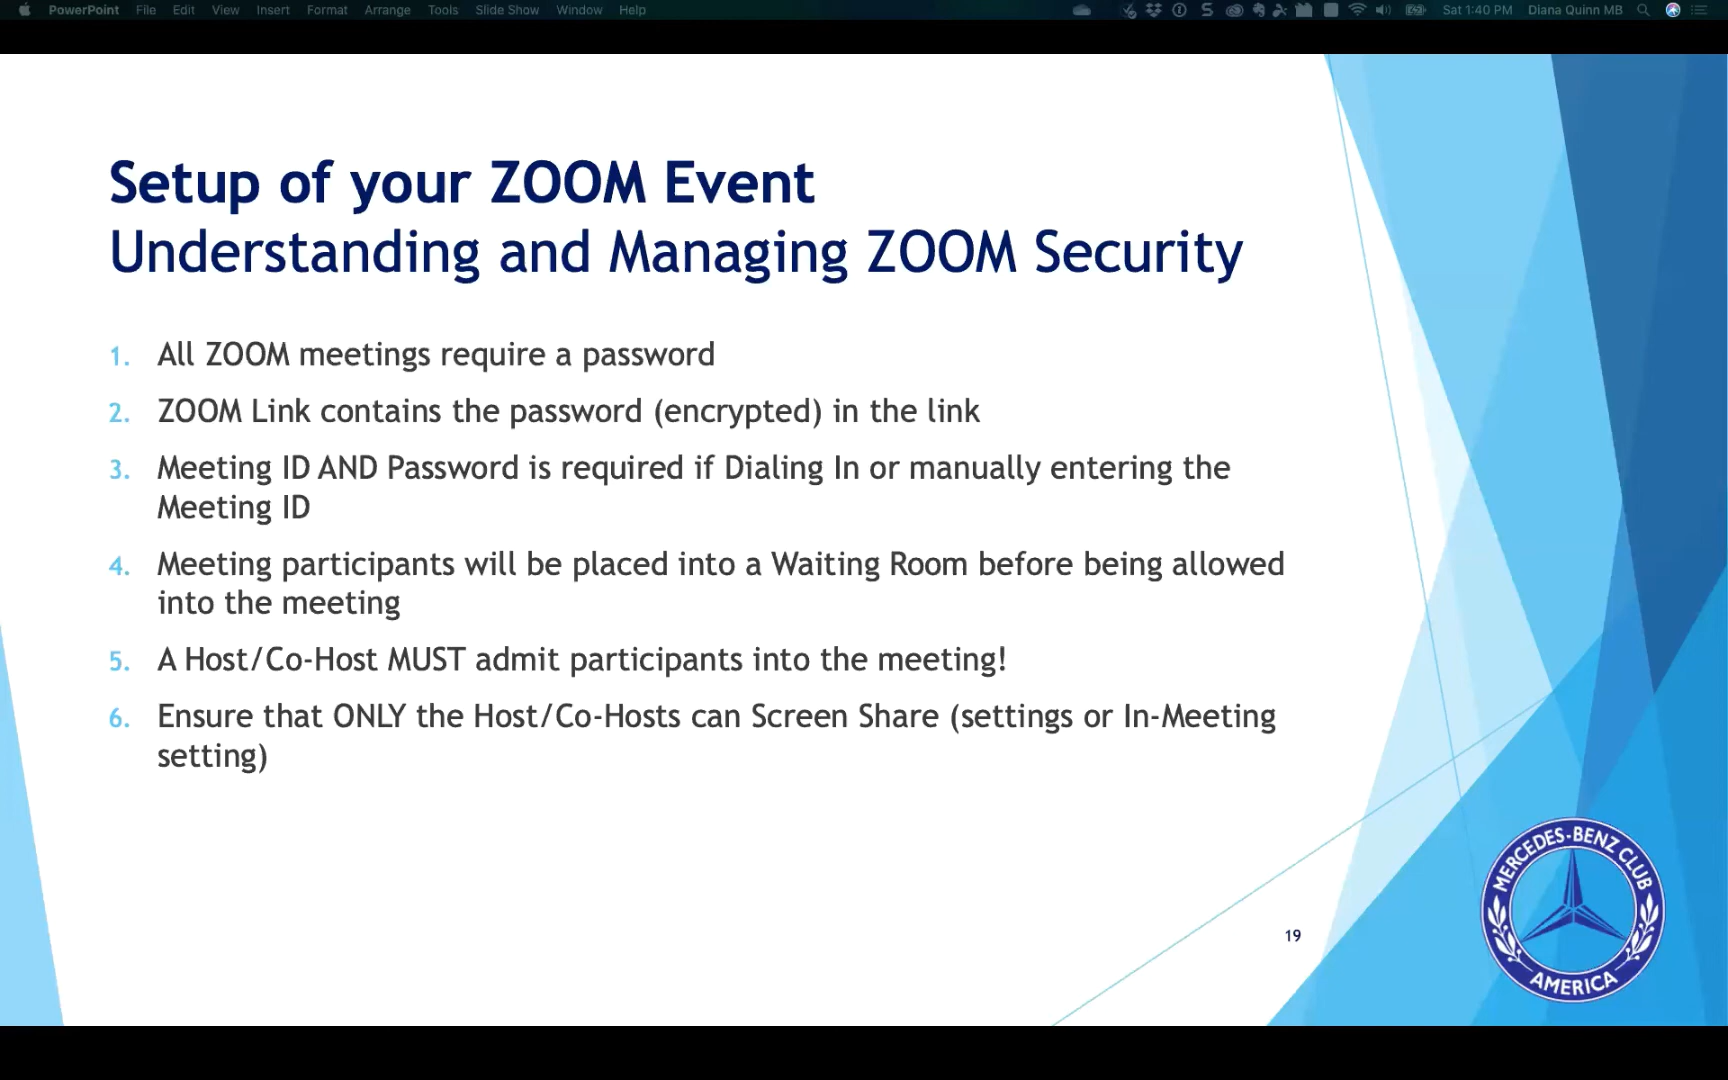 PowerPoint File Edit View Insert Format Arrange Tools Slide Show Window Help Sat 1:40 PM Diana Quinn MB
Setup of your ZOOM Event
Understanding and Managing ZOOM Security
1. All ZOOM meetings require a password
2. ZOOM Link contains the password (encrypted) in the link
3. Meeting ID AND Password is required if Dialing In or manually entering the
Meeting ID
4. Meeting participants will be placed into a Waiting Room before being allowed
into the meeting
5. A Host/Co-Host MUST admit participants into the meeting!
6. Ensure that ONLY the Host/Co-Hosts can Screen Share (settings or In-Meeting
setting)
19
MERCEDES-BENZ CLUB
AMERICA